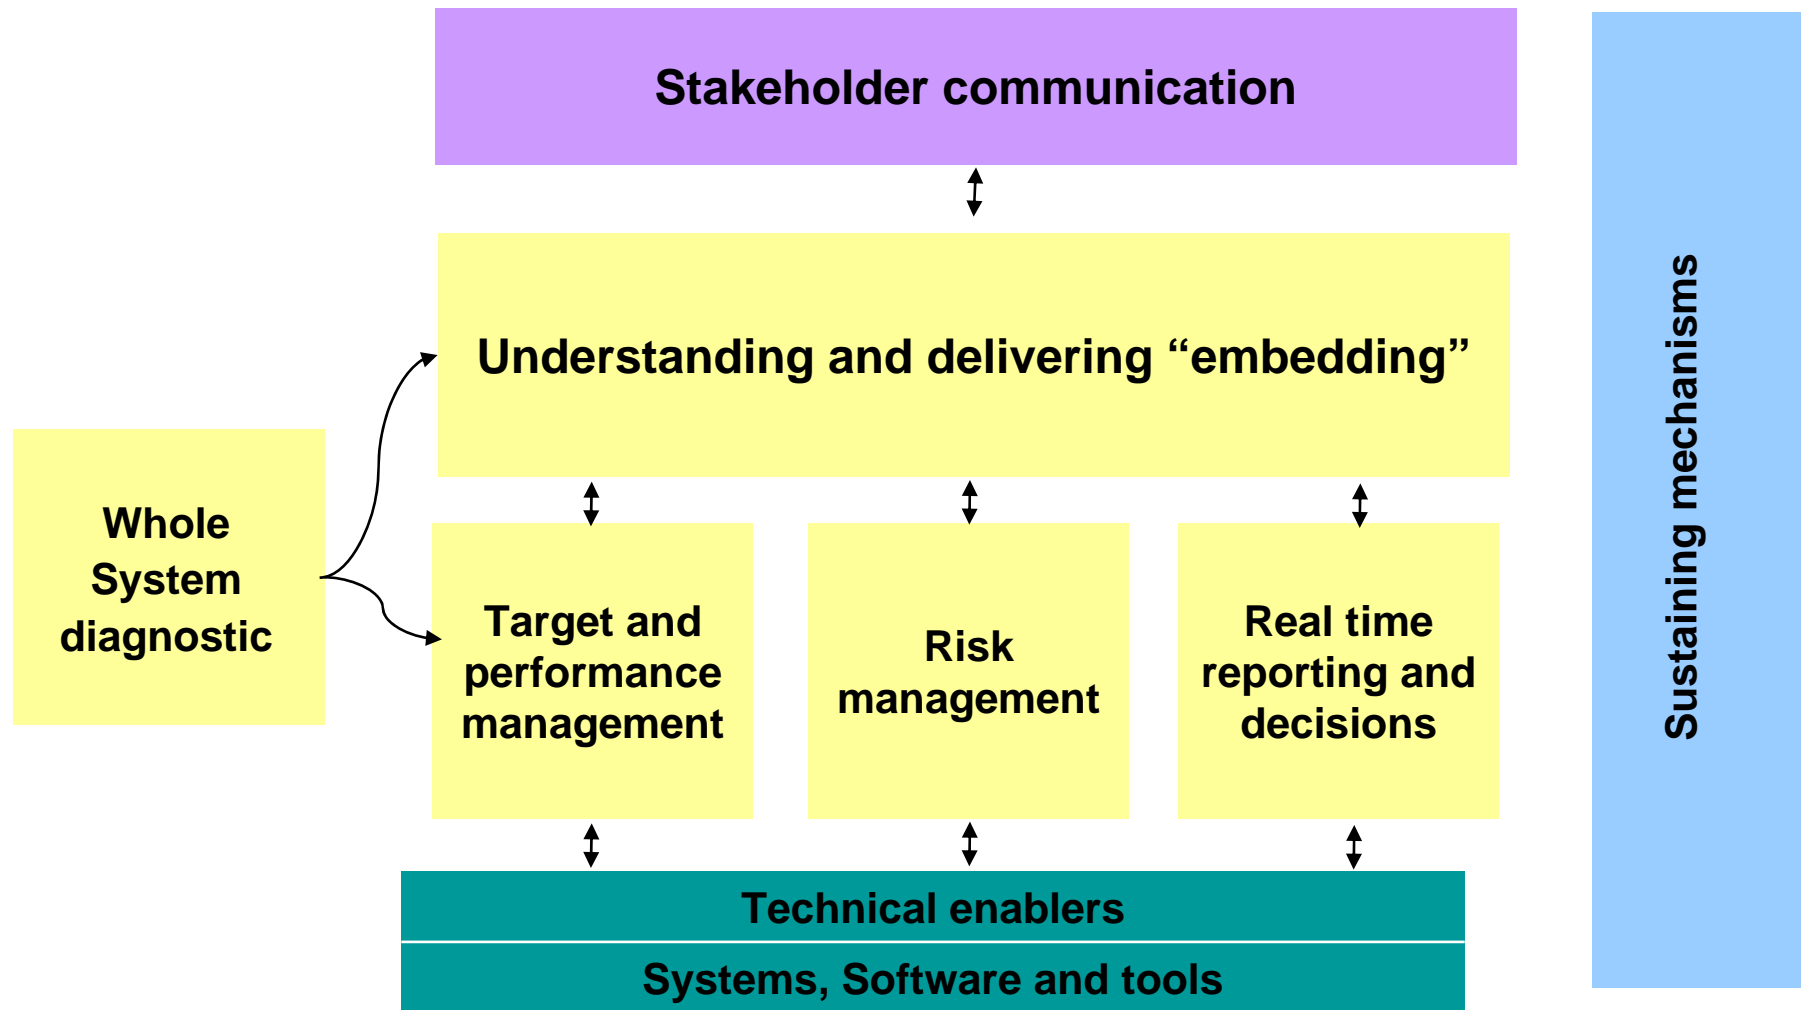 Stakeholder communication
Understanding and delivering “embedding”
Whole
System
diagnostic
Target and
performance
management
Risk
management
Real time
reporting and
decisions
Technical enablers
Systems, Software and tools
Sustaining mechanisms